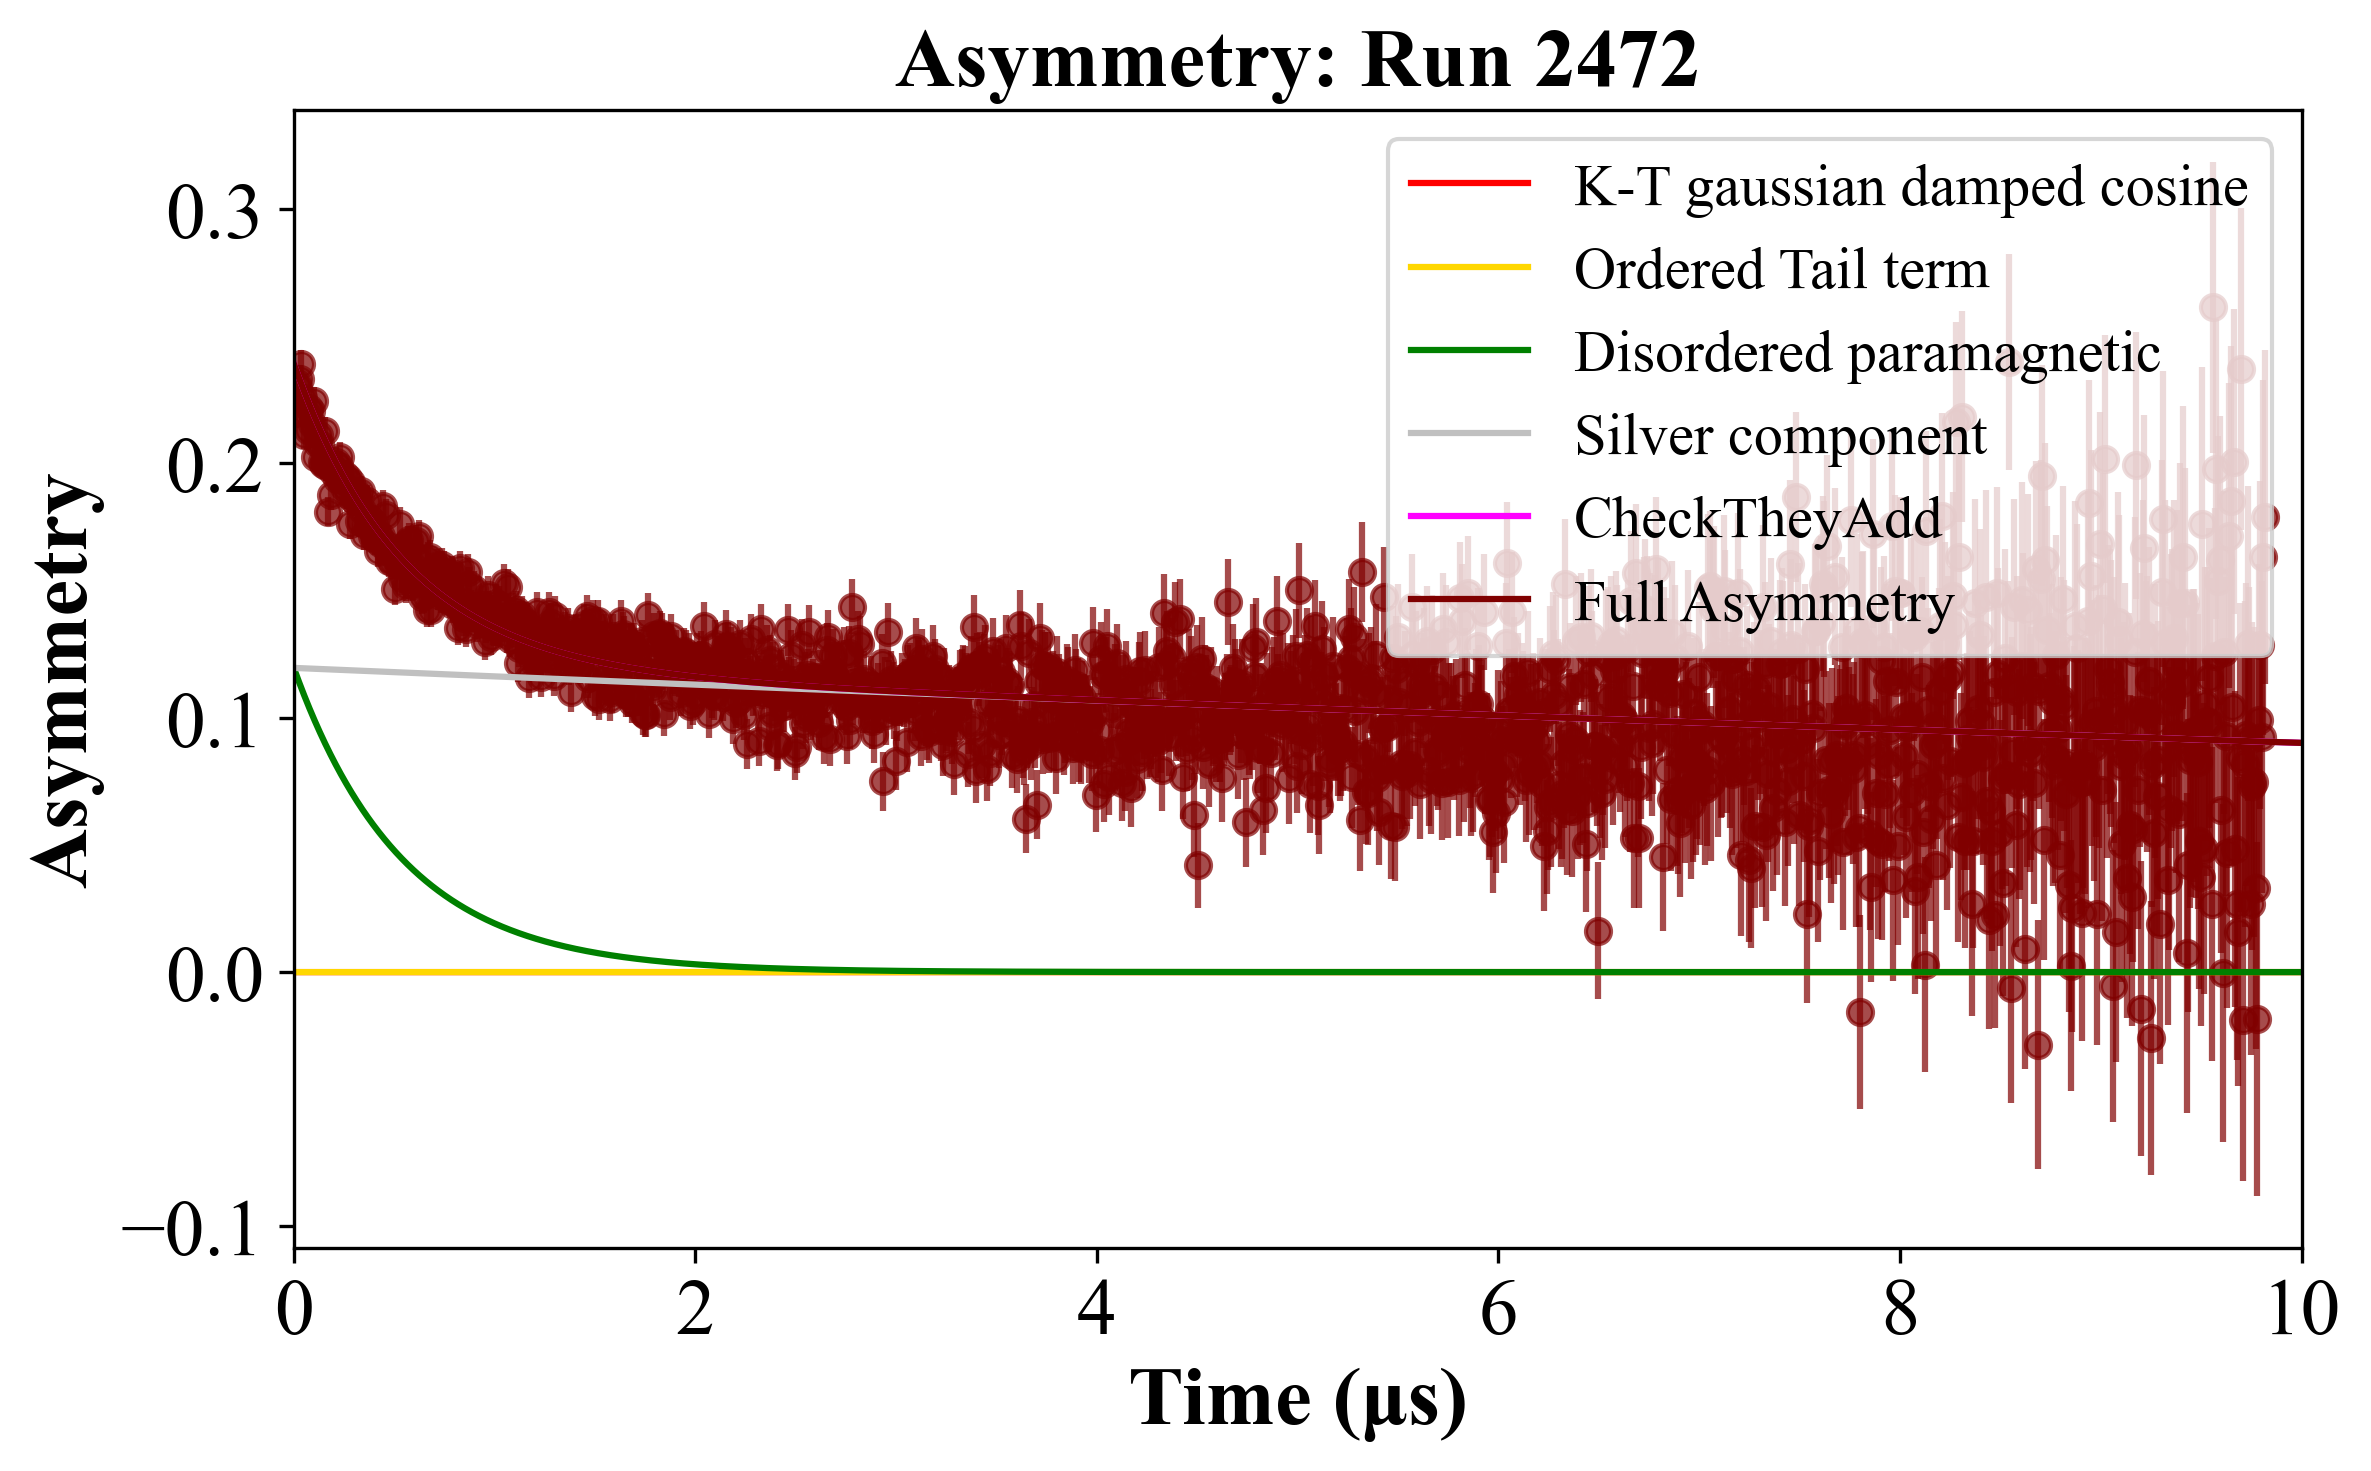 Asymmetry: Run 2472
K-T gaussian damped cosine
Ordered Tail term
Disordered paramagnetic
Silver component
CheckTheyAdd
Full Asymmetry
Asymmetry
0.3
0.2
0.1
0.0
−0.1
0 2 4 6 8 10
Time (μs)